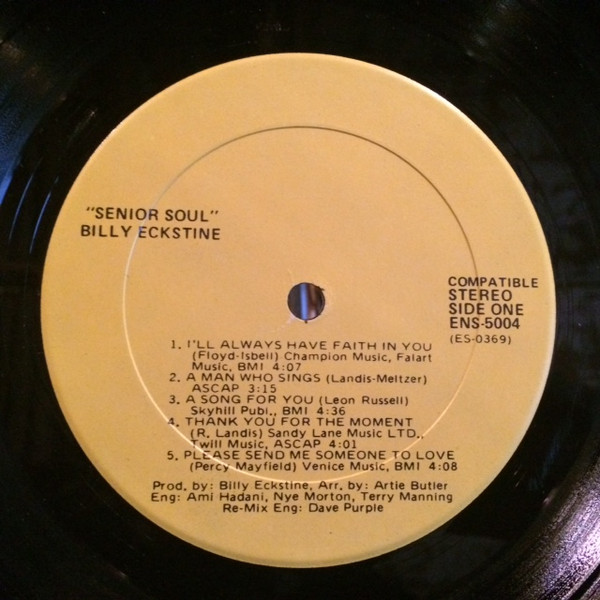 "SENIOR SOUL"
BILLY ECKSTINE
COMPATIBLE
STEREO
SIDE ONE
ENS-5004
(ES-0369)
1. I'LL ALWAYS HAVE FAITH IN YOU
(Floyd-Isbell) Champion Music, Falart
Music, BMI 4:07
2. A MAN WHO SINGS (Landis-Meltzer)
ASCAP 3:15
3. A SONG FOR YOU (Leon Russell)
Skyhill Publ., BMI 4:36
4. THANK YOU FOR THE MOMENT
(R. Landis) Sandy Lane Music LTD.,
Twill Music, ASCAP 4:01
5. PLEASE SEND ME SOMEONE TO LOVE
(Percy Mayfield) Venice Music, BMI 4:08
Prod. by: Billy Eckstine, Arr. by: Artie Butler
Eng: Ami Hadani, Nye Morton, Terry Manning
Re-Mix Eng: Dave Purple